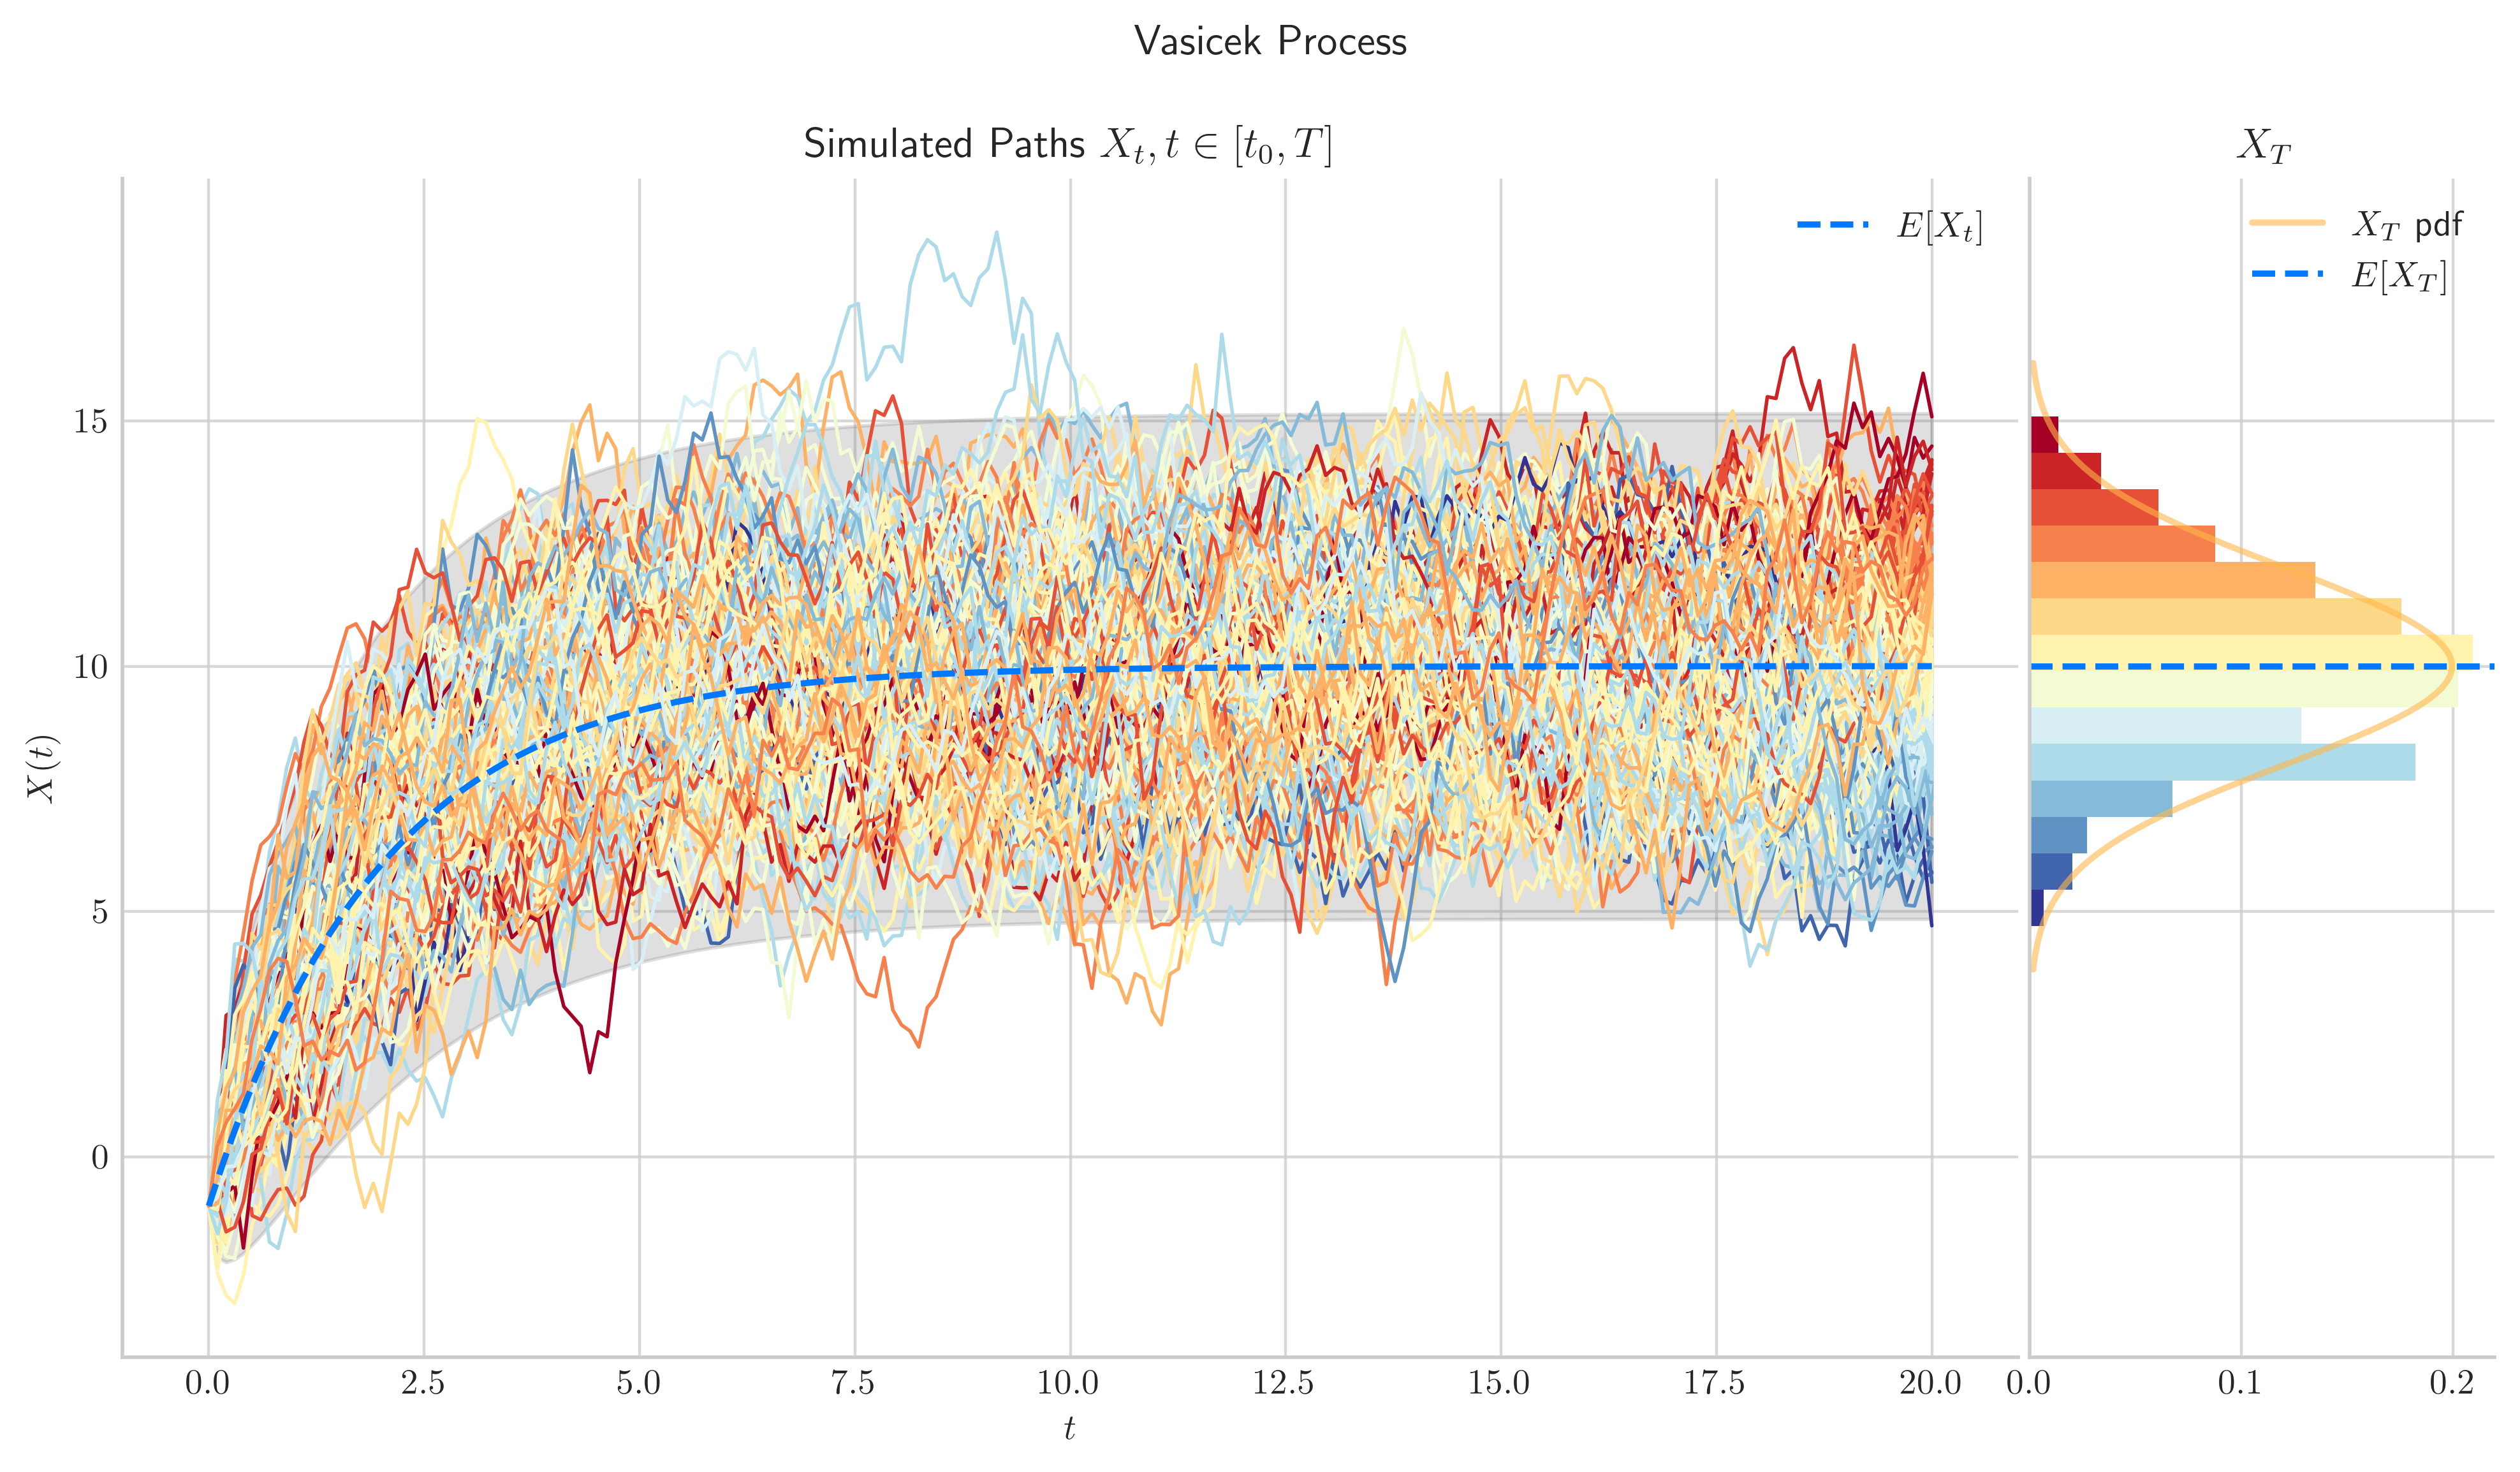 Vasicek Process
Simulated Paths $X_t, t \in [t_0, T]$
$X_T$
$E[X_t]$
$X_T$ pdf
$E[X_T]$
15
10
5
0
$X(t)$
0.0 2.5 5.0 7.5 10.0 12.5 15.0 17.5 20.0
0.0 0.1 0.2
$t$